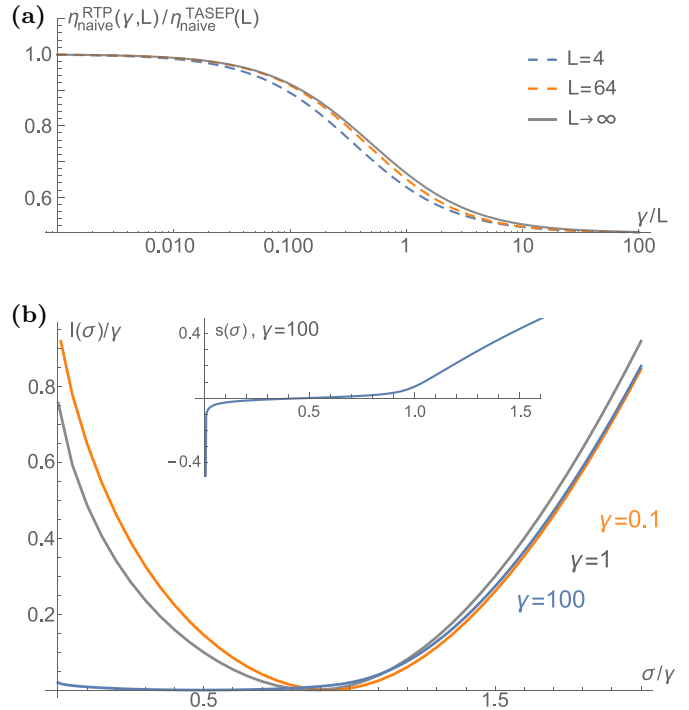 (a)
η^RTP_naive(γ,L)/η^TASEP_naive(L)
1.0
0.8
0.6
L=4
L=64
L→∞
γ/L
0.010 0.100 1 10 100
(b)
I(σ)/γ
0.8
0.6
0.4
0.2
s(σ), γ=100
0.4
0.5 1.0 1.5
−0.4
γ=0.1
γ=1
γ=100
σ/γ
0.5 1.5